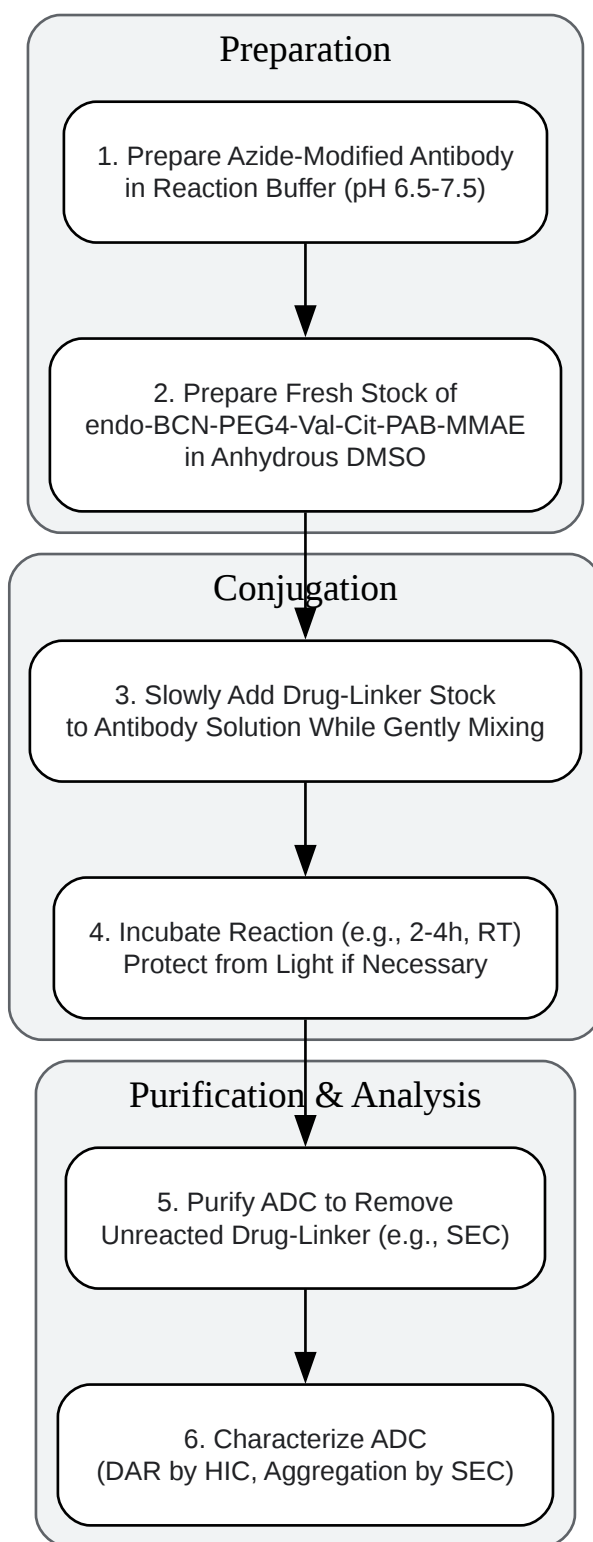 Preparation
1. Prepare Azide-Modified Antibody
in Reaction Buffer (pH 6.5-7.5)
2. Prepare Fresh Stock of
endo-BCN-PEG4-Val-Cit-PAB-MMAE
in Anhydrous DMSO
Conjugation
3. Slowly Add Drug-Linker Stock
to Antibody Solution While Gently Mixing
4. Incubate Reaction (e.g., 2-4h, RT)
Protect from Light if Necessary
Purification & Analysis
5. Purify ADC to Remove
Unreacted Drug-Linker (e.g., SEC)
6. Characterize ADC
(DAR by HIC, Aggregation by SEC)